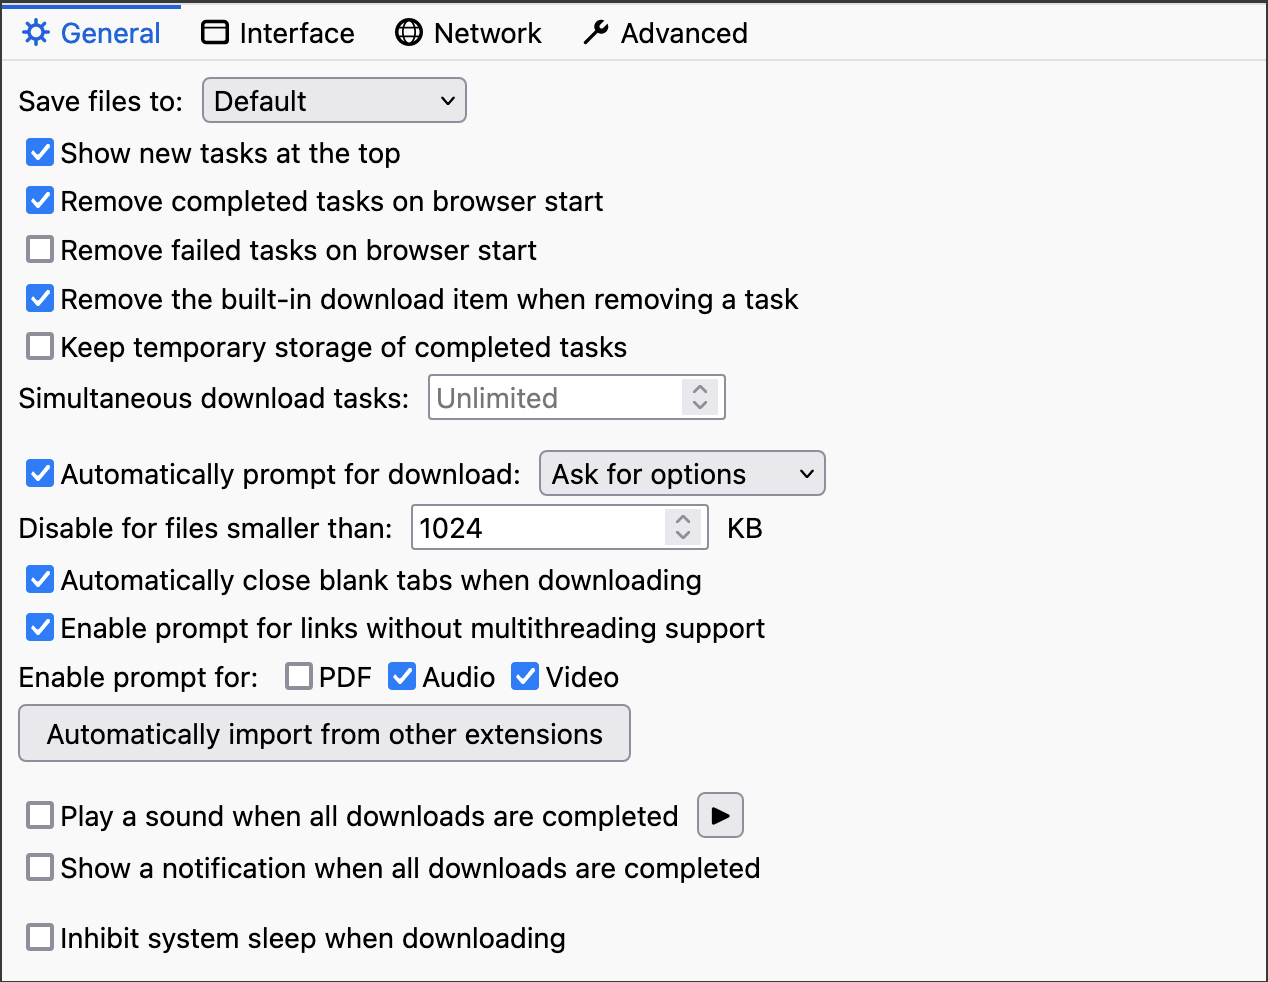 General Interface Network Advanced
Save files to: Default
Show new tasks at the top
Remove completed tasks on browser start
Remove failed tasks on browser start
Remove the built-in download item when removing a task
Keep temporary storage of completed tasks
Simultaneous download tasks: Unlimited
Automatically prompt for download: Ask for options
Disable for files smaller than: 1024 KB
Automatically close blank tabs when downloading
Enable prompt for links without multithreading support
Enable prompt for: PDF Audio Video
Automatically import from other extensions
Play a sound when all downloads are completed
Show a notification when all downloads are completed
Inhibit system sleep when downloading